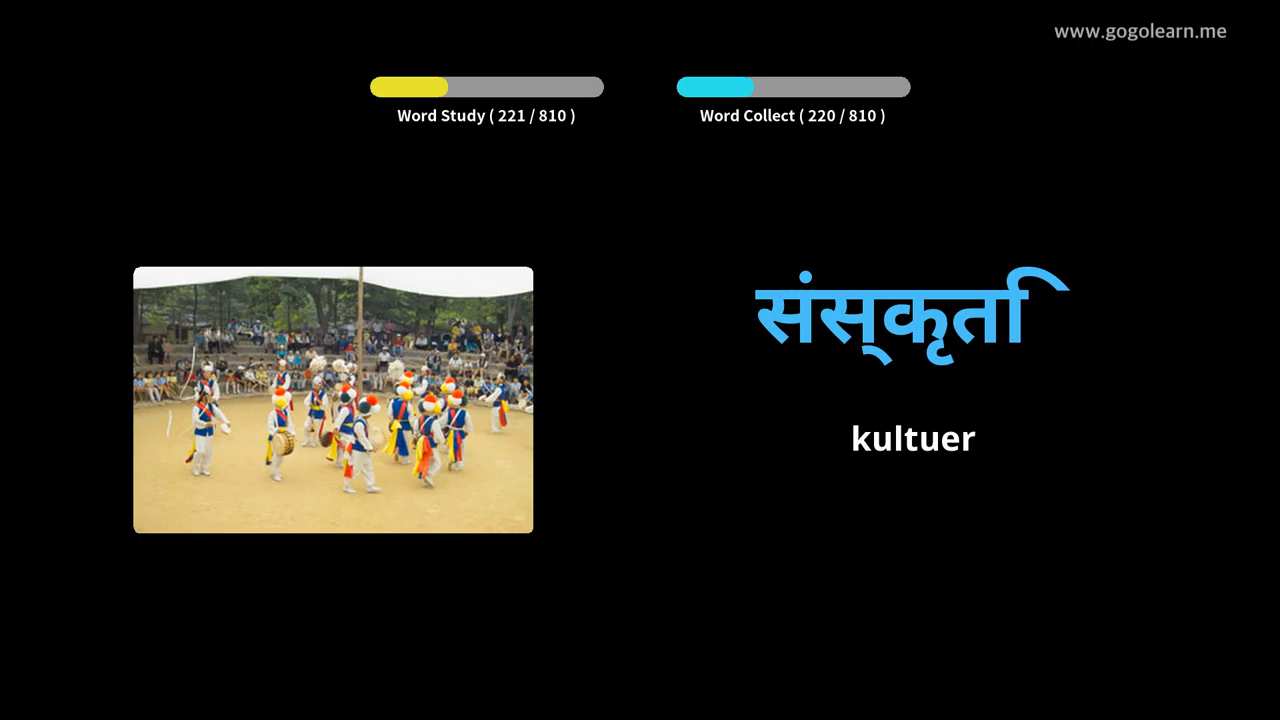 www.gogolearn.me
Word Study ( 221 / 810 )
Word Collect ( 220 / 810 )
संस्कृति
kultuer